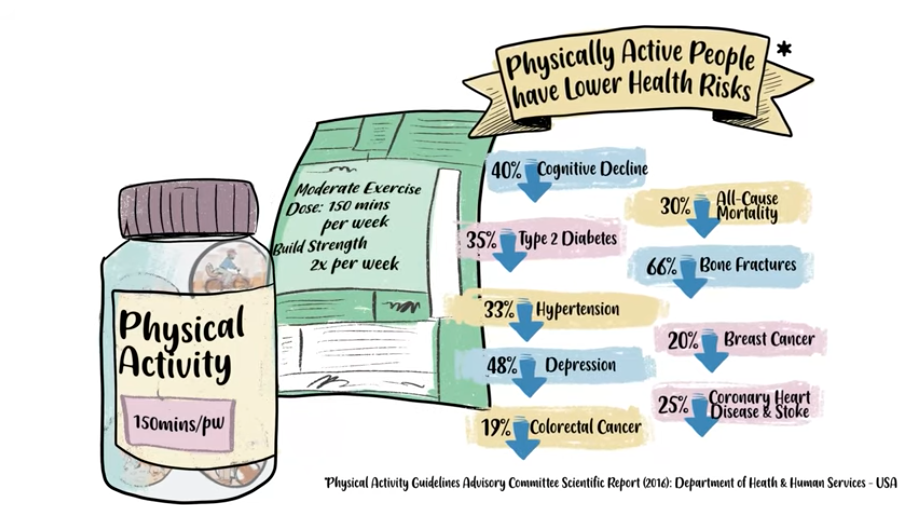 Physically Active People *
have Lower Health Risks
Moderate Exercise
Dose: 150 mins
per week
Build Strength
2x per week
Physical
Activity
150mins/pw
40% Cognitive Decline
30% All-Cause
Mortality
35% Type 2 Diabetes
66% Bone Fractures
33% Hypertension
20% Breast Cancer
48% Depression
25% Coronary Heart
Disease & Stoke
19% Colorectal Cancer
*Physical Activity Guidelines Advisory Committee Scientific Report (2016): Department of Heath & Human Services - USA